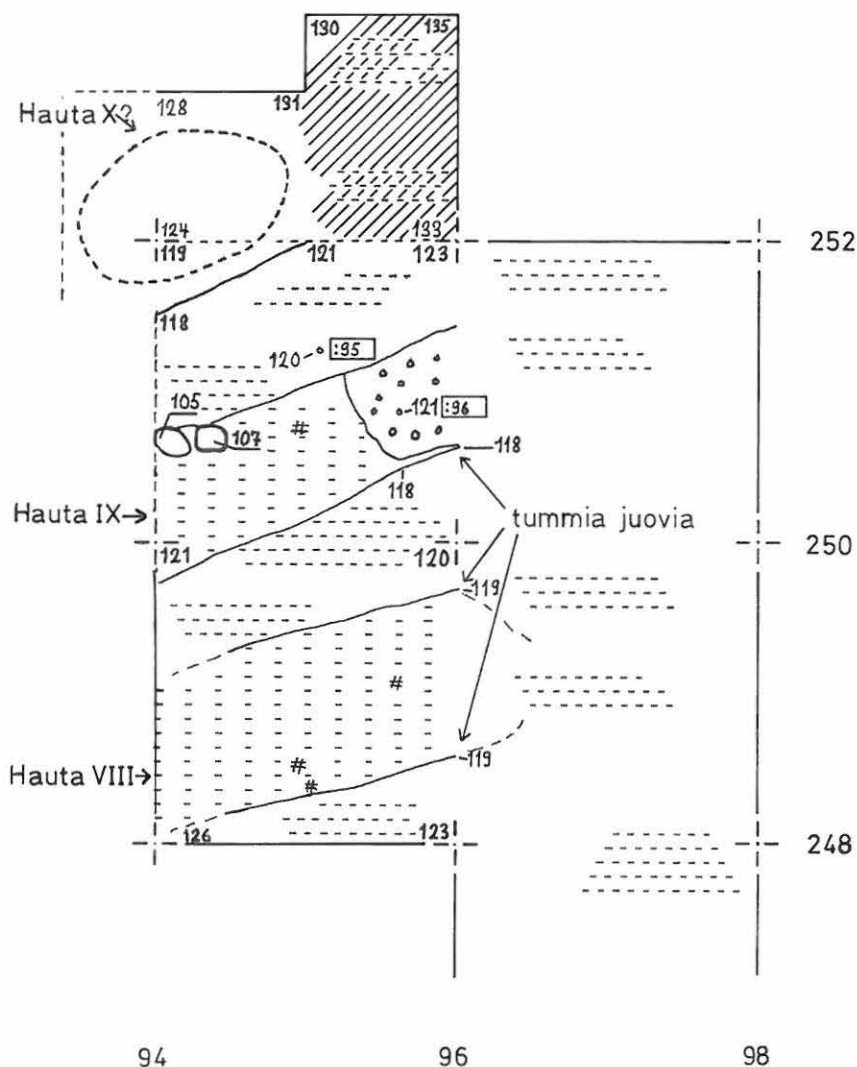 130 135
128 131
Hauta X?
124 133
119 121 123 252
118
120 :95
105
107 # 121 :96
118
118
Hauta IX
tummia juovia
121 120 250
119
#
119
Hauta VIII #
#
126 123 248
94 96 98